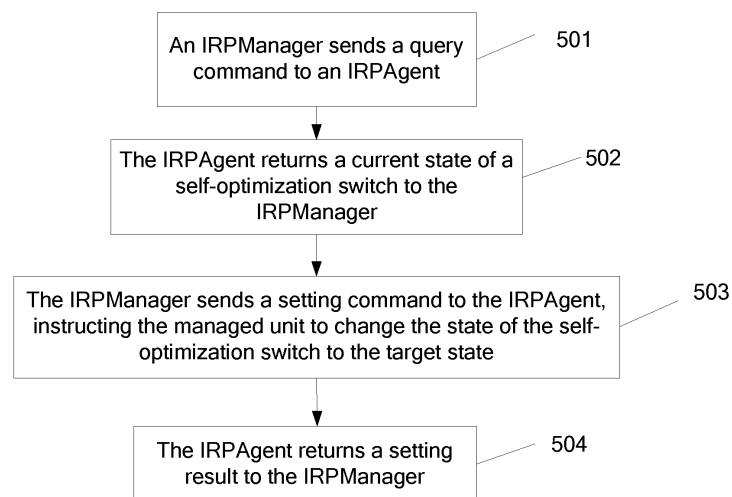 An IRPManager sends a query
command to an IRPAgent
501
The IRPAgent returns a current state of a
self-optimization switch to the
IRPManager
502
The IRPManager sends a setting command to the IRPAgent,
instructing the managed unit to change the state of the self-
optimization switch to the target state
503
The IRPAgent returns a setting
result to the IRPManager
504